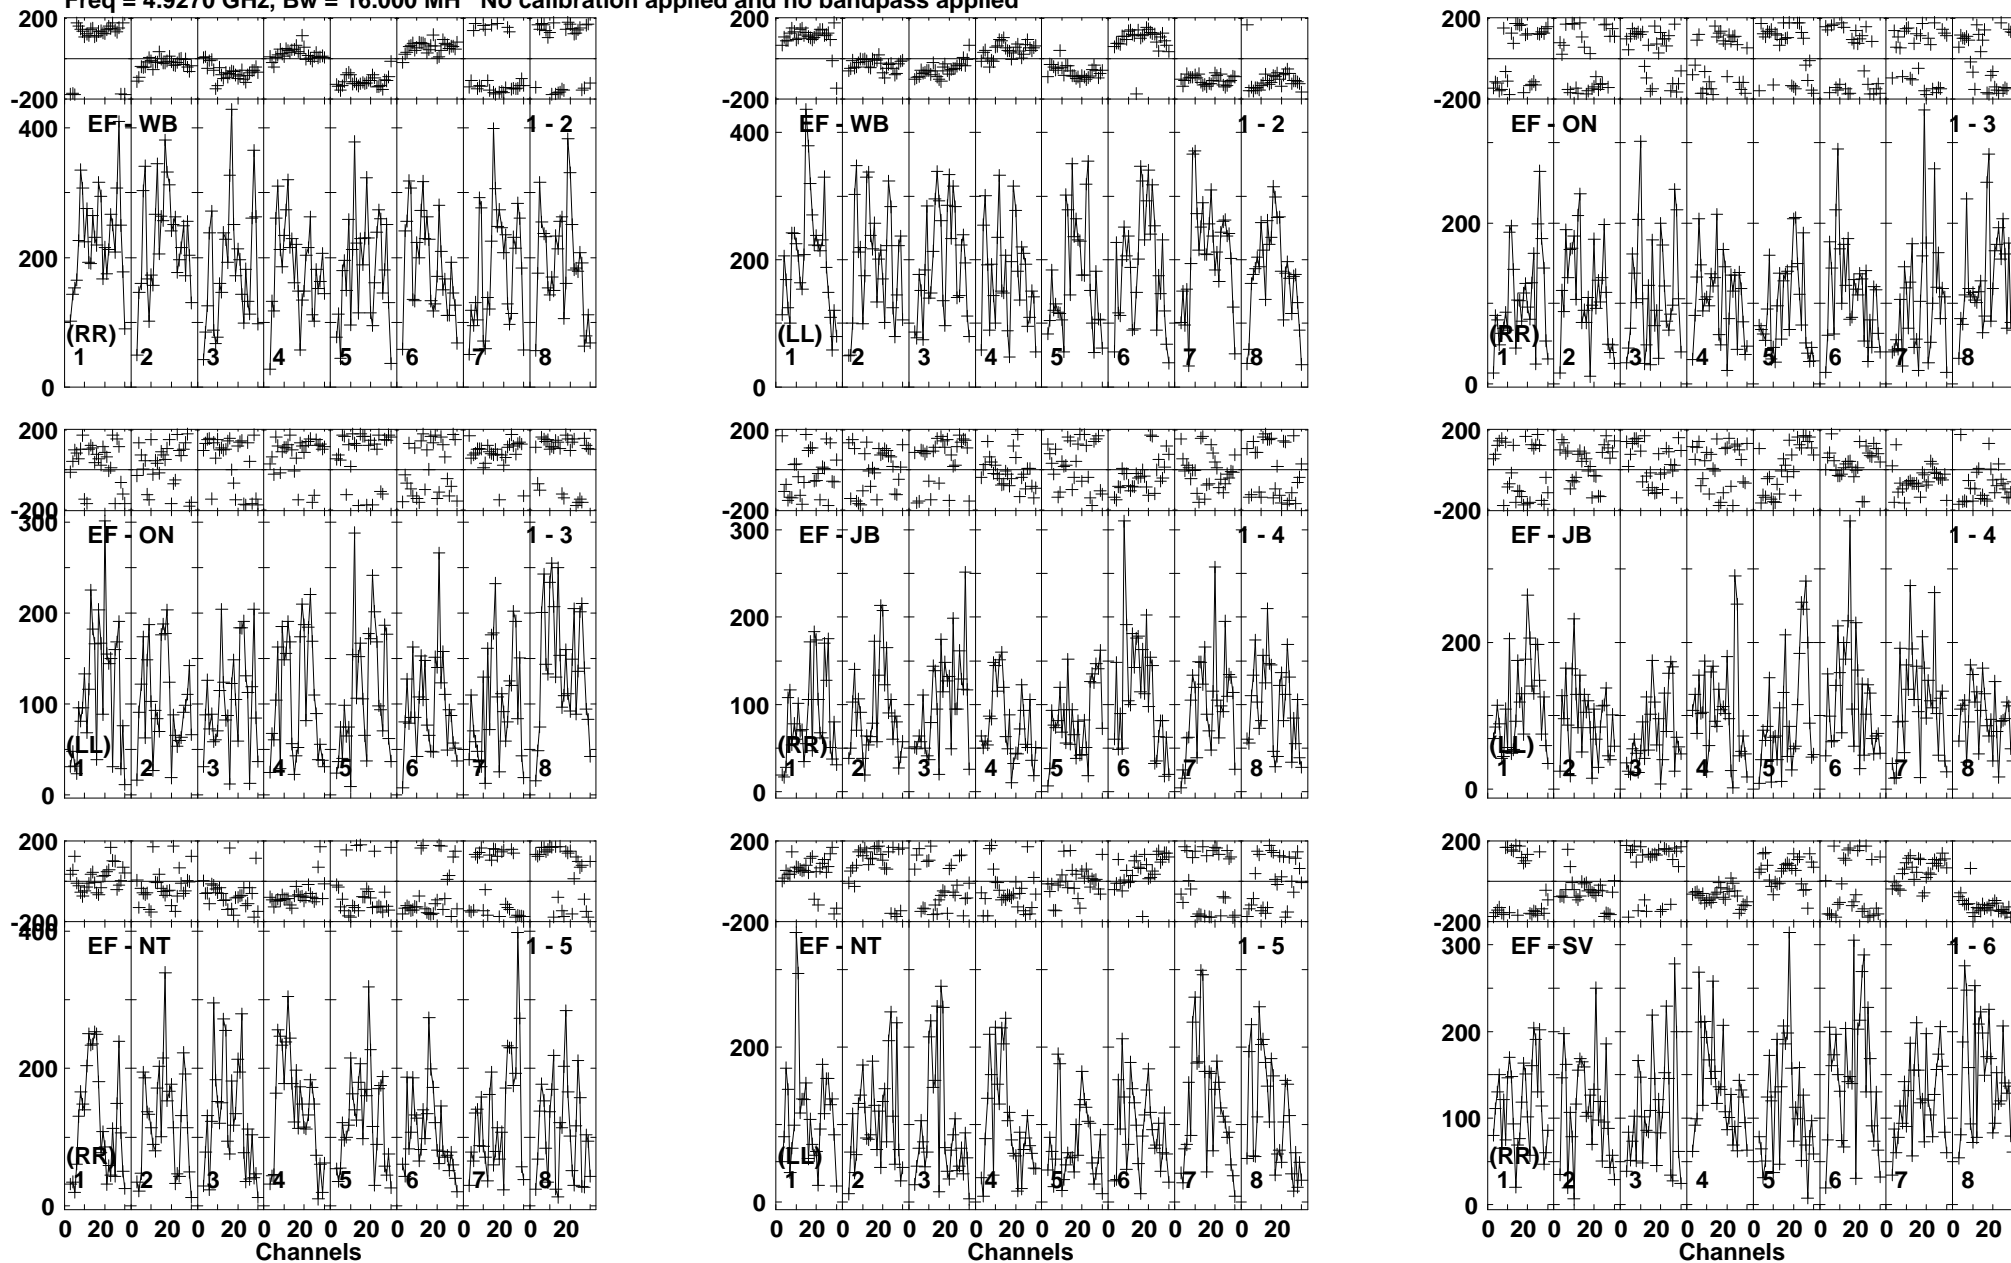 Freq = 4.9270 GHz, Bw = 16.000 MH No calibration applied and no bandpass applied
200 200 200
-200 -200 -200
EF - WB 1 - 2 EF - WB 1 - 2 EF - ON 1 - 3
400 400
200 200 200
(RR) (LL) (RR)
1 2 3 4 5 6 7 8 1 2 3 4 5 6 7 8 1 2 3 4 5 6 7 8
0 0 0
200 200 200
-200 -200 -200
300 300
EF - ON 1 - 3 EF - JB 1 - 4 EF - JB 1 - 4
200 200 200
100 100
(LL) (RR) (LL)
1 2 3 4 5 6 7 8 1 2 3 4 5 6 7 8 1 2 3 4 5 6 7 8
0 0 0
200 200 200
-200 -200 -200
400 300
EF - NT 1 - 5 EF - NT 1 - 5 EF - SV 1 - 6
200 200 200
100
(RR) (LL) (RR)
1 2 3 4 5 6 7 8 1 2 3 4 5 6 7 8 1 2 3 4 5 6 7 8
0 0 0
0 20 0 20 0 20 0 20 0 20 0 20 0 20 0 20 0 20 0 20 0 20 0 20 0 20 0 20 0 20 0 20 0 20 0 20 0 20 0 20 0 20 0 20 0 20 0 20
Channels Channels Channels